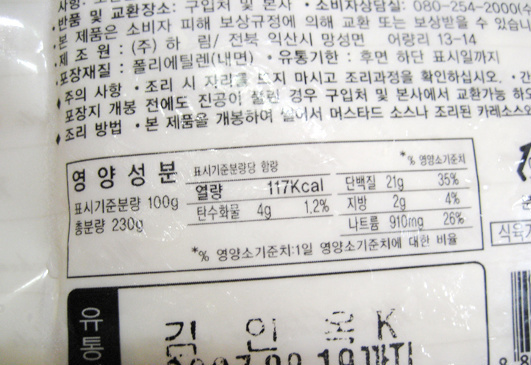 반품 및 교환장소: 구입처 및 본사 • 소비자상담실: 080-254-2000
본 제품은 소비자 피해 보상규정에 의해 교환 또는 보상받을 수 있습
제 조 원 : (주) 하 림/ 전북 익산시 망성면 어량리 13-14
포장재질 : 폴리에틸렌(내면) • 유통기한 : 후면 하단 표시일까지
주의 사항 • 조리 시 자리를 뜨지 마시고 조리과정을 확인하십시오.
포장지 개봉 전에도 진공이 풀린 경우 구입처 및 본사에서 교환가능
조리 방법 • 본 제품을 개봉하여 썰어서 머스타드 소스나 조리된 카레소스
영양성분 표시기준분량당 함량 *% 영양소기준치
표시기준분량 100g
총분량 230g
열량 117Kcal
탄수화물 4g 1.2%
단백질 21g 35%
지방 2g 4%
나트륨 910mg 26%
*% 영양소기준치:1일 영양소기준치에 대한 비율
유통
김 인 K